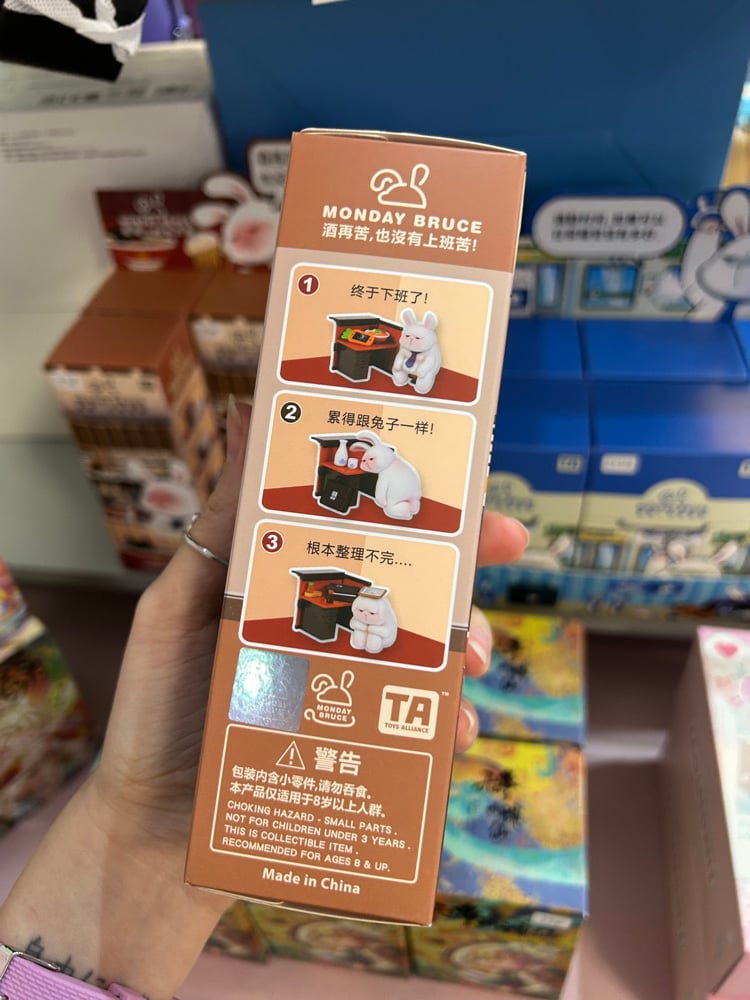 MONDAY BRUCE
酒再苦,也沒有上班苦!
1
终于下班了!
2
累得跟兔子一样!
3
根本整理不完....
MONDAY
BRUCE
TA™
TOYS ALLIANCE
警告
包装内含小零件,请勿吞食。
本产品仅适用于8岁以上人群。
CHOKING HAZARD - SMALL PARTS .
NOT FOR CHILDREN UNDER 3 YEARS .
THIS IS COLLECTIBLE ITEM .
RECOMMENDED FOR AGES 8 & UP.
Made in China